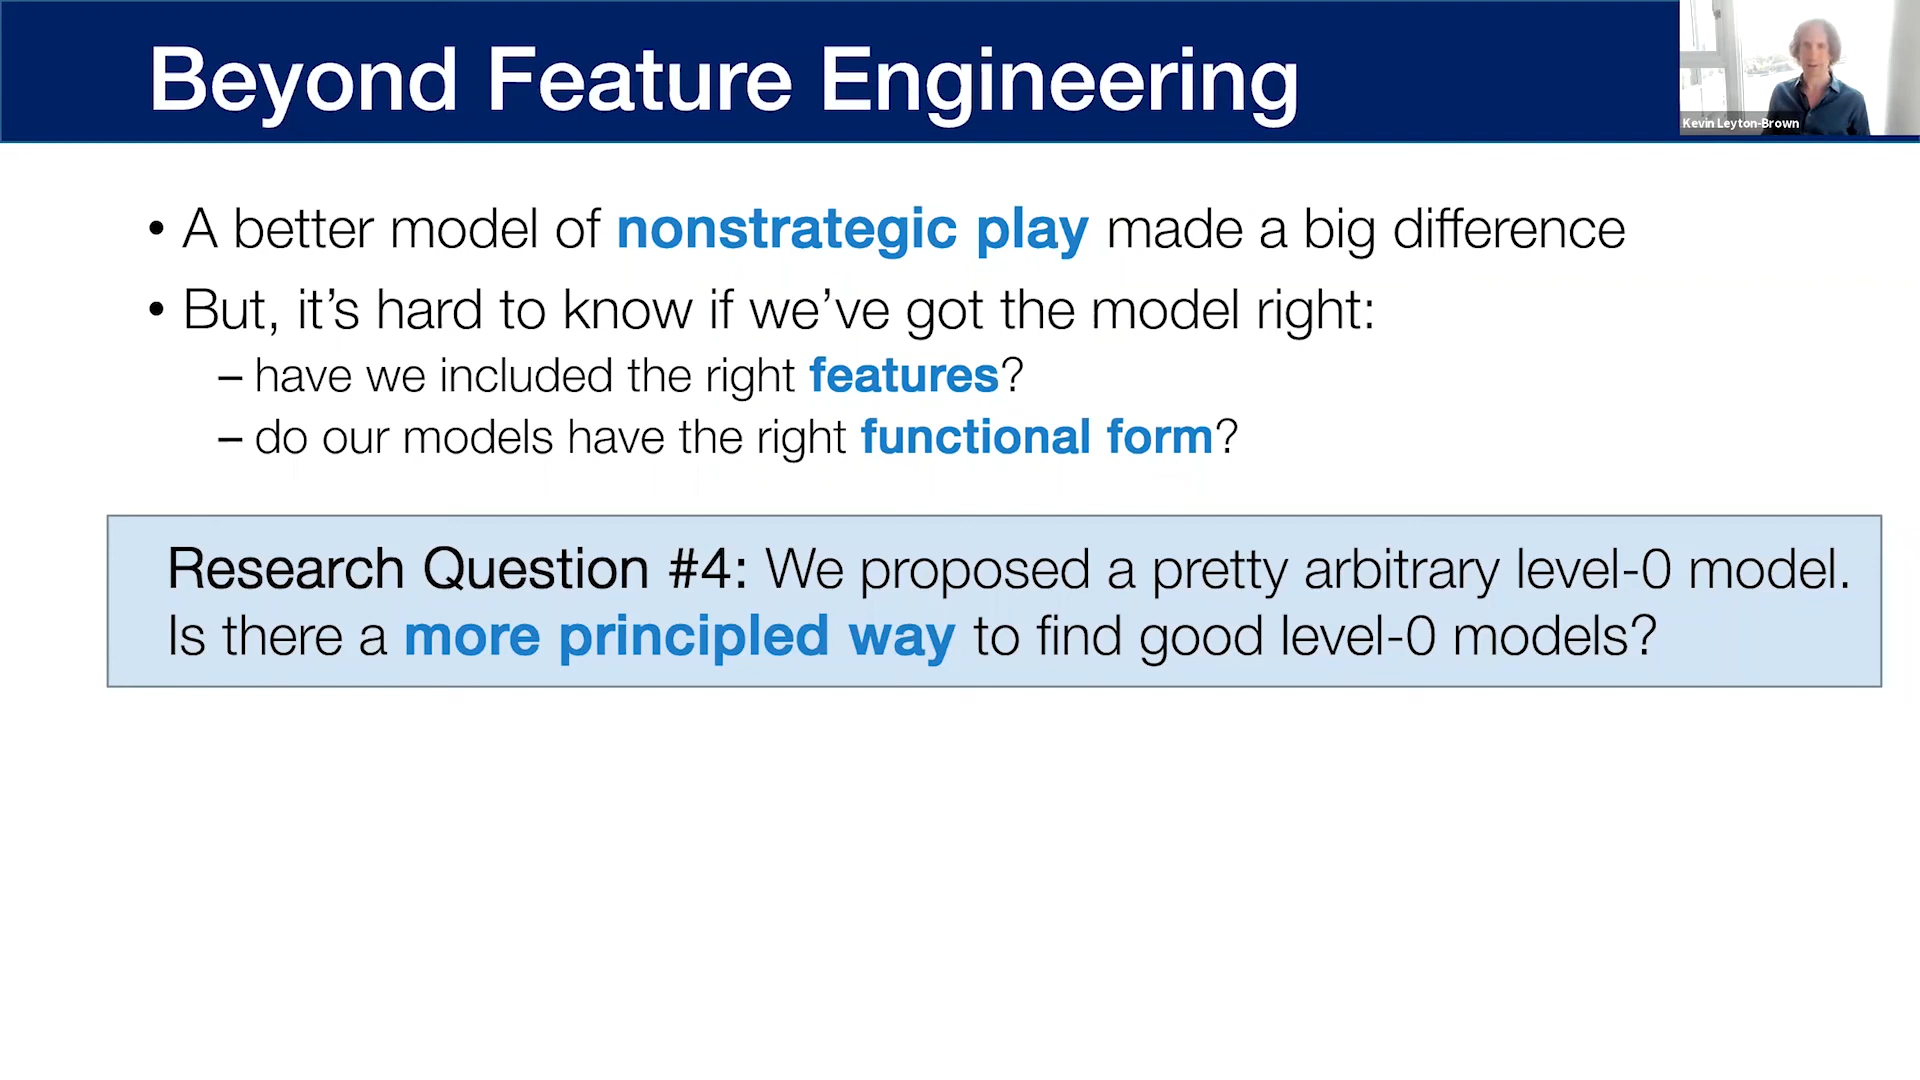 Beyond Feature Engineering
Kevin Leyton-Brown
• A better model of nonstrategic play made a big difference
• But, it’s hard to know if we’ve got the model right:
– have we included the right features?
– do our models have the right functional form?
Research Question #4: We proposed a pretty arbitrary level-0 model.
Is there a more principled way to find good level-0 models?